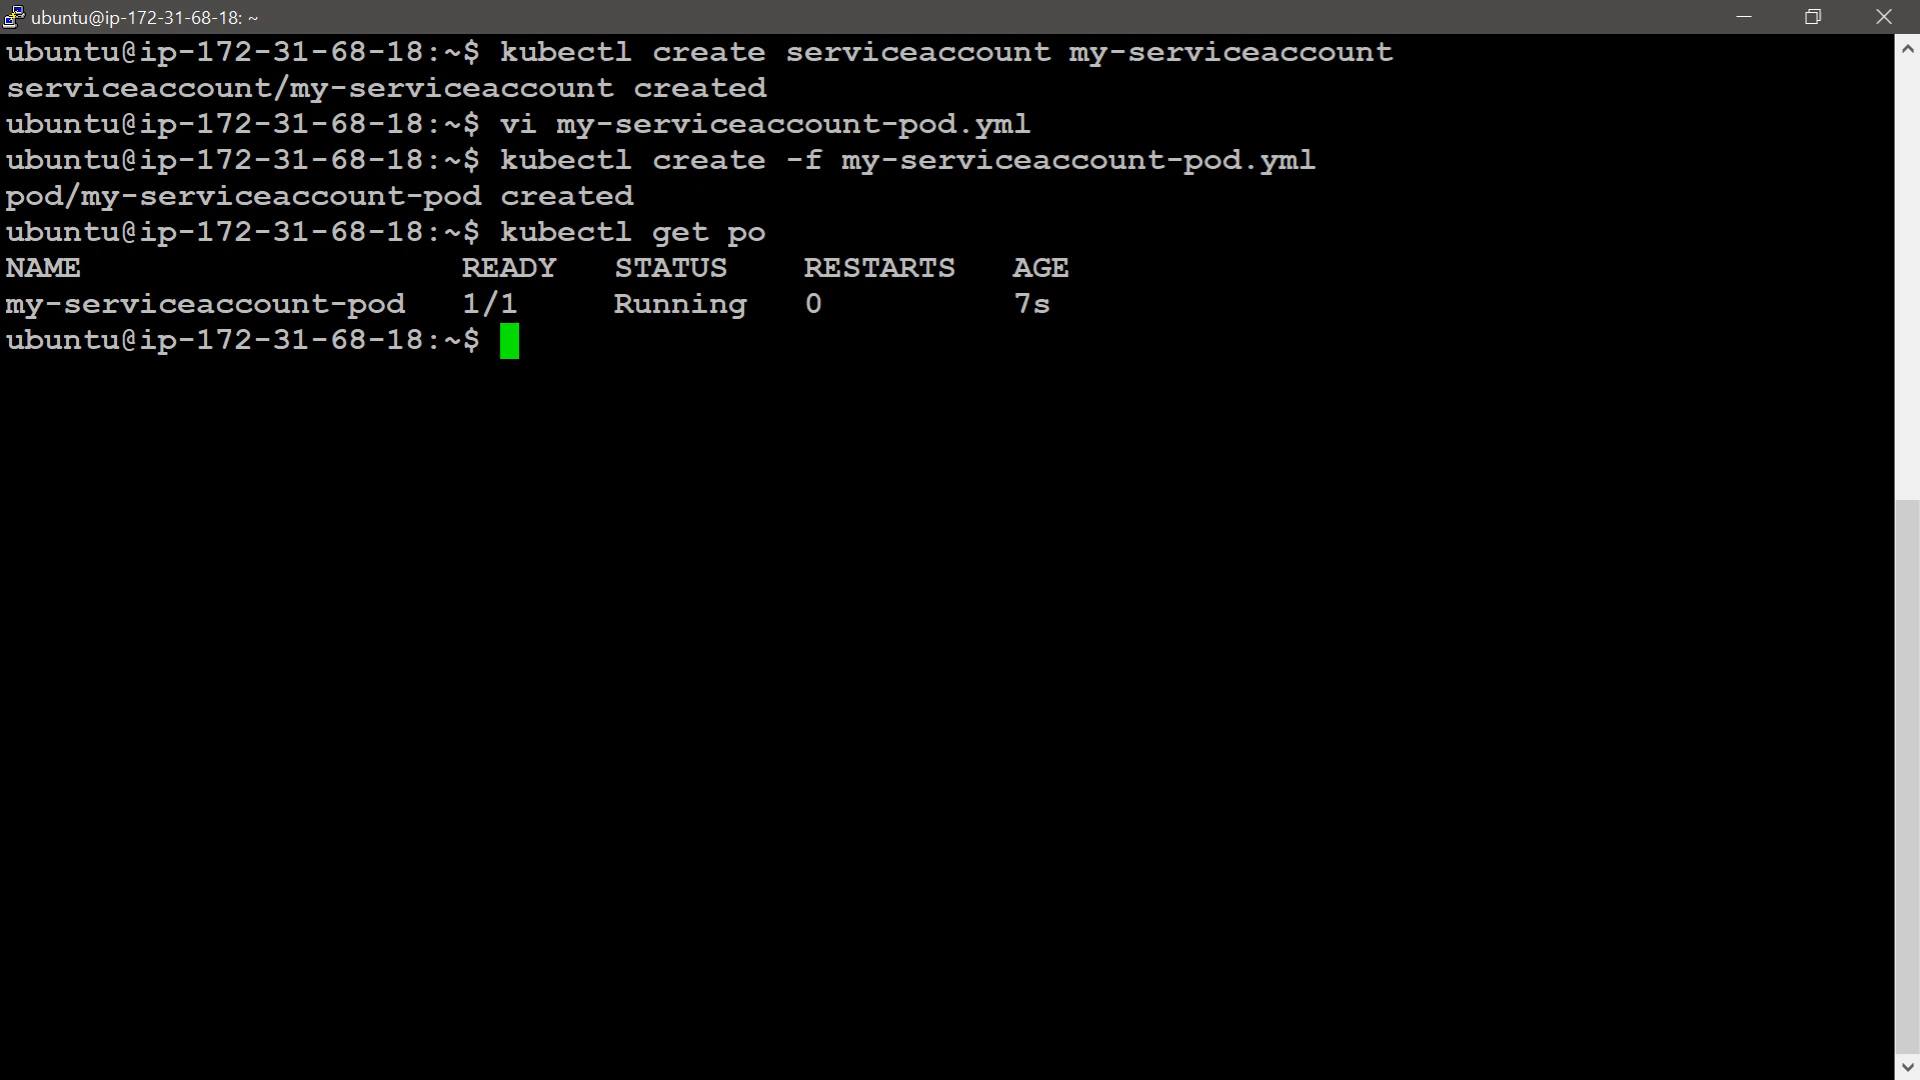 ubuntu@ip-172-31-68-18: ~
ubuntu@ip-172-31-68-18:~$ kubectl create serviceaccount my-serviceaccount
serviceaccount/my-serviceaccount created
ubuntu@ip-172-31-68-18:~$ vi my-serviceaccount-pod.yml
ubuntu@ip-172-31-68-18:~$ kubectl create -f my-serviceaccount-pod.yml
pod/my-serviceaccount-pod created
ubuntu@ip-172-31-68-18:~$ kubectl get po
NAME                    READY   STATUS    RESTARTS   AGE
my-serviceaccount-pod   1/1     Running   0          7s
ubuntu@ip-172-31-68-18:~$